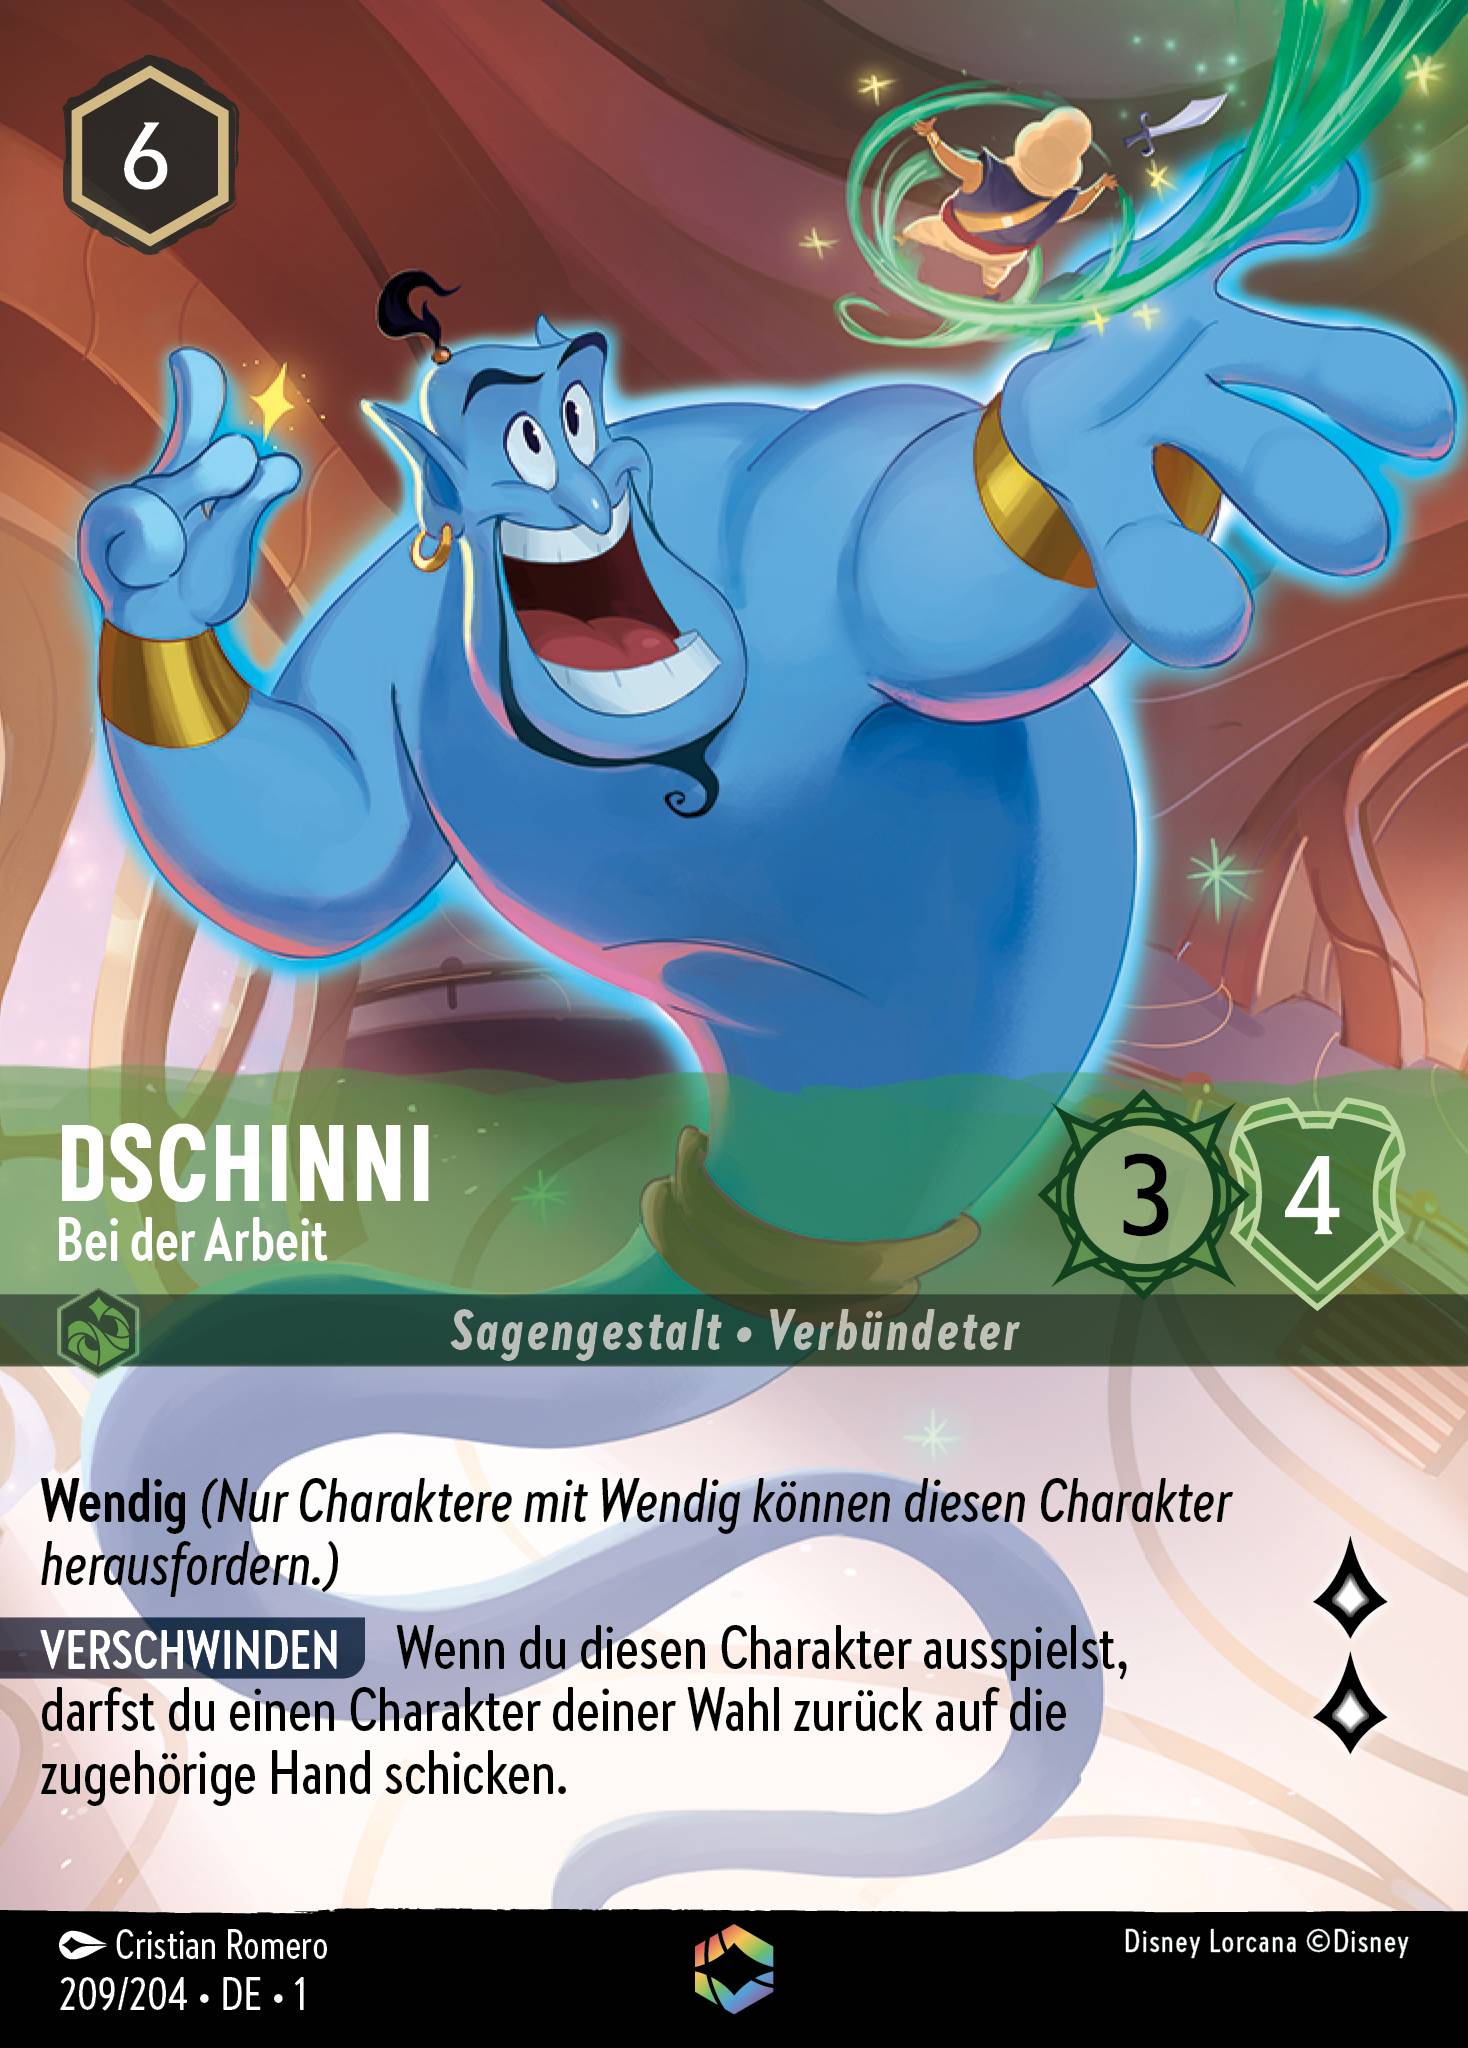 6
DSCHINNI
Bei der Arbeit
3 4
Sagengestalt • Verbündeter
Wendig (Nur Charaktere mit Wendig können diesen Charakter
herausfordern.)
VERSCHWINDEN Wenn du diesen Charakter ausspielst,
darfst du einen Charakter deiner Wahl zurück auf die
zugehörige Hand schicken.
Cristian Romero
Disney Lorcana ©Disney
209/204 • DE • 1